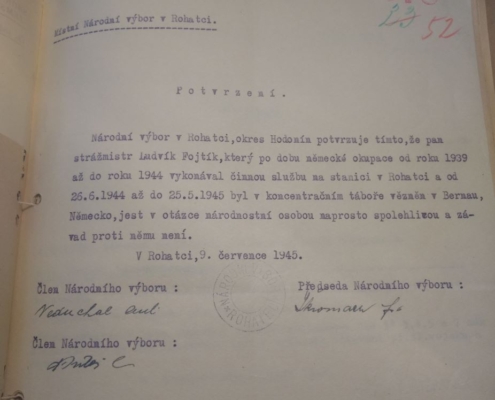 Místní Národní výbor v Rohatci.
52
Potvrzení.
Národní výbor v Rohatci,okres Hodonín potvrzuje tímto,že pan
strážmistr Ludvík Fojtík,který po dobu německé okupace od roku 1939
až do roku 1944 vykonával činnou službu na stanici v Rohatci a od
26.6.1944 až do 25.5.1945 byl v koncentračním táboře vězněn v Bernau,
Německo,jest v otázce národnostní osobou naprosto spolehlivou a zá-
vad proti němu není.
V Rohatci,9. července 1945.
Člen Národního výboru :
Předseda Národního výboru :
Člen Národního výboru :